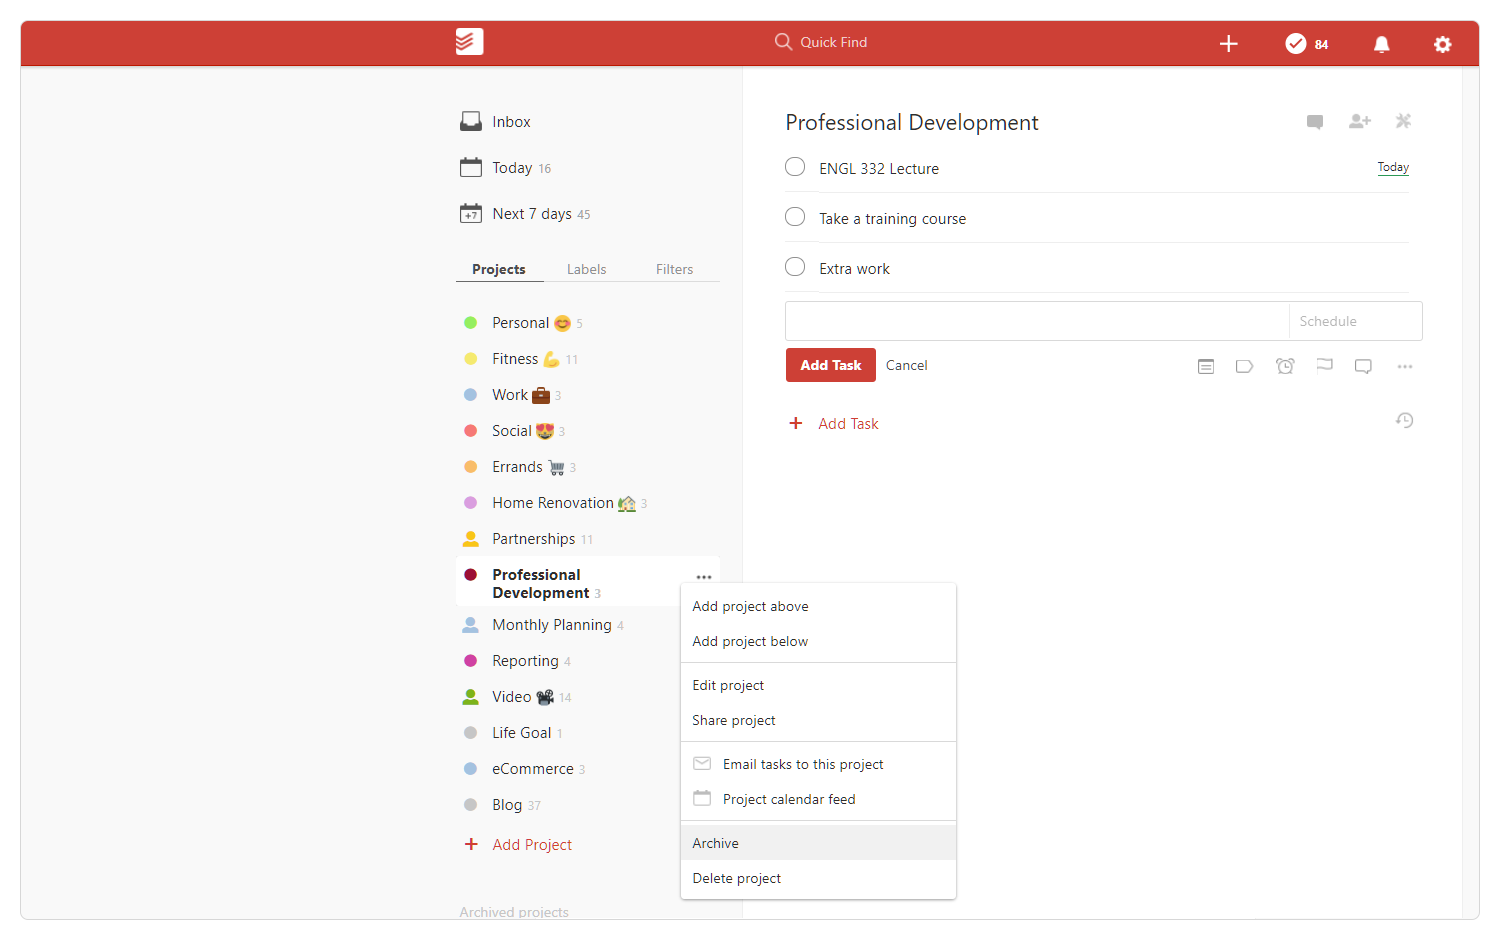 Quick Find
84
Inbox
Today 16
+7 Next 7 days 45
Projects Labels Filters
Personal 😊 5
Fitness 💪 11
Work 💼 3
Social 😻 3
Errands 🛒 3
Home Renovation 🏡 3
Partnerships 11
Professional
Development 3
Monthly Planning 4
Reporting 4
Video 🎥 14
Life Goal 1
eCommerce 3
Blog 37
+ Add Project
Archived projects
Professional Development
ENGL 332 Lecture Today
Take a training course
Extra work
Schedule
Add Task Cancel
+ Add Task
Add project above
Add project below
Edit project
Share project
Email tasks to this project
Project calendar feed
Archive
Delete project